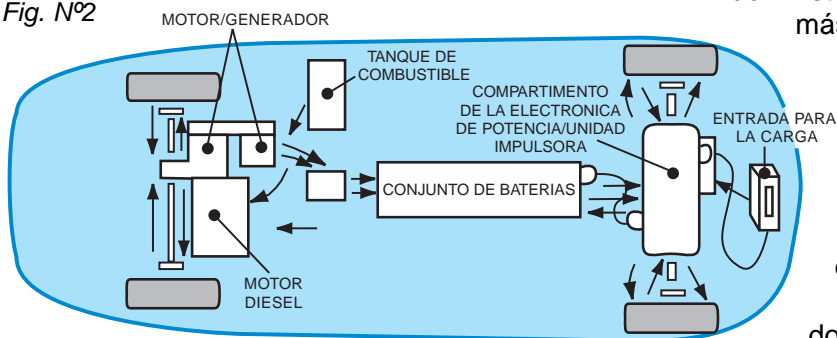 Fig. Nº2
MOTOR/GENERADOR
TANQUE DE
COMBUSTIBLE
COMPARTIMENTO
DE LA ELECTRONICA
DE POTENCIA/UNIDAD
IMPULSORA
ENTRADA PARA
LA CARGA
CONJUNTO DE BATERIAS
MOTOR
DIESEL
más